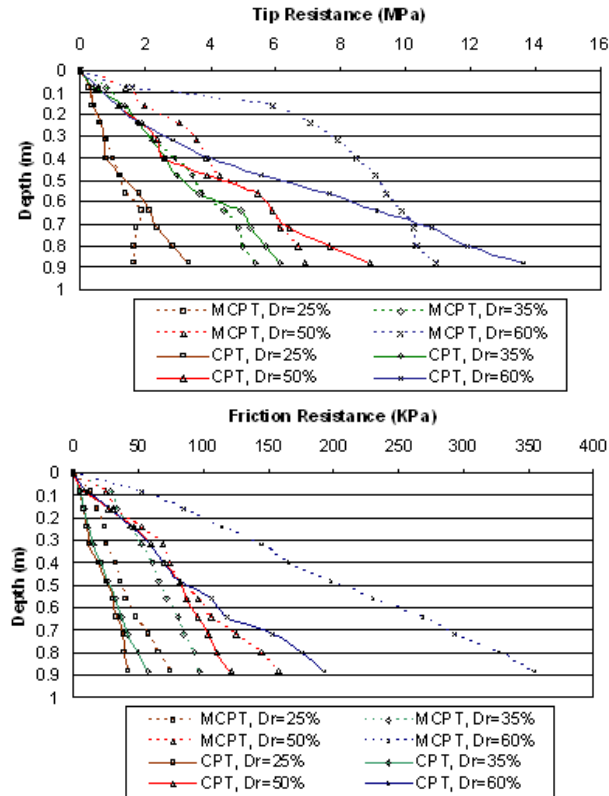 Tip Resistance (MPa)
0 2 4 6 8 10 12 14 16
0
0.1
0.2
0.3
0.4
0.5
0.6
0.7
0.8
0.9
1
Depth (m)
MCPT, Dr=25% MCPT, Dr=35%
MCPT, Dr=50% MCPT, Dr=60%
CPT, Dr=25% CPT, Dr=35%
CPT, Dr=50% CPT, Dr=60%
Friction Resistance (KPa)
0 50 100 150 200 250 300 350 400
0
0.1
0.2
0.3
0.4
0.5
0.6
0.7
0.8
0.9
1
Depth (m)
MCPT, Dr=25% MCPT, Dr=35%
MCPT, Dr=50% MCPT, Dr=60%
CPT, Dr=25% CPT, Dr=35%
CPT, Dr=50% CPT, Dr=60%